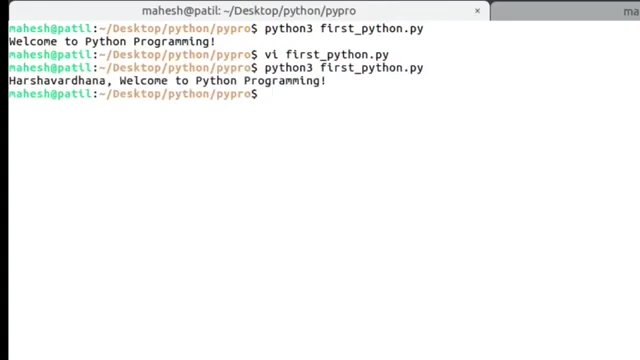 mahesh@patil: ~/Desktop/python/pypro × ma
mahesh@patil:~/Desktop/python/pypro$ python3 first_python.py
Welcome to Python Programming!
mahesh@patil:~/Desktop/python/pypro$ vi first_python.py
mahesh@patil:~/Desktop/python/pypro$ python3 first_python.py
Harshavardhana, Welcome to Python Programming!
mahesh@patil:~/Desktop/python/pypro$